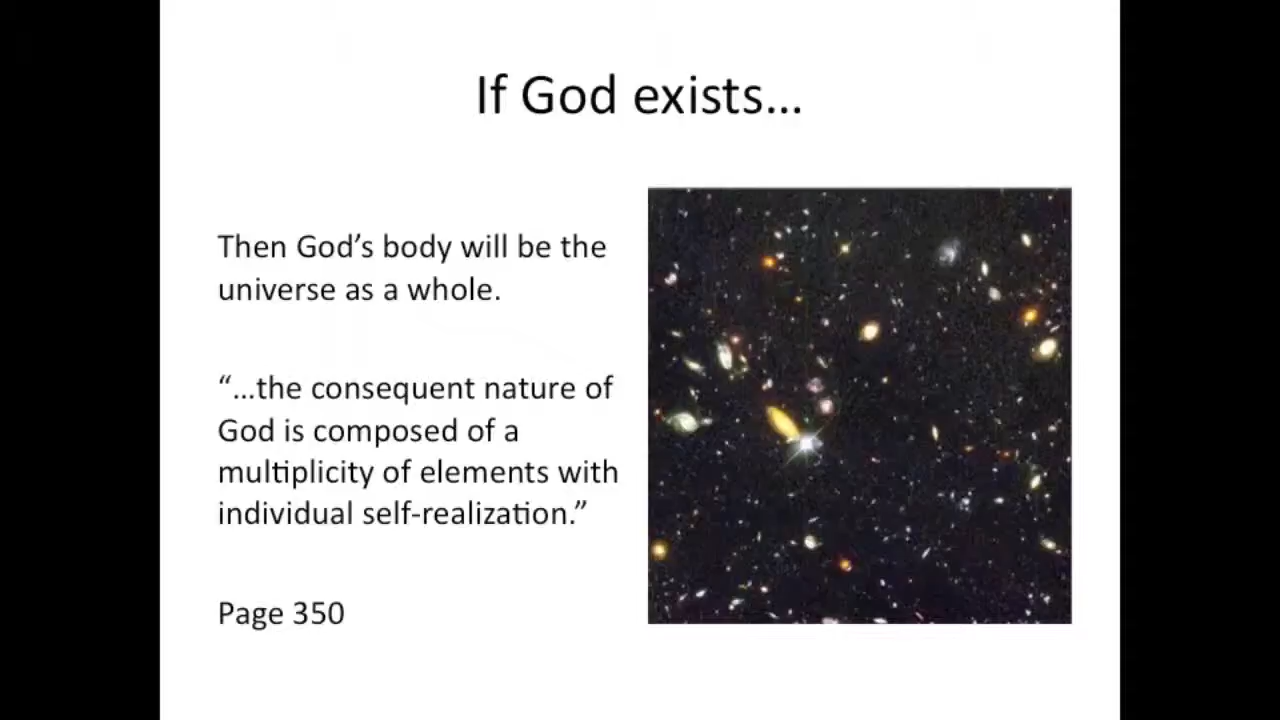 If God exists…
Then God’s body will be the
universe as a whole.
“…the consequent nature of
God is composed of a
multiplicity of elements with
individual self-realization.”
Page 350